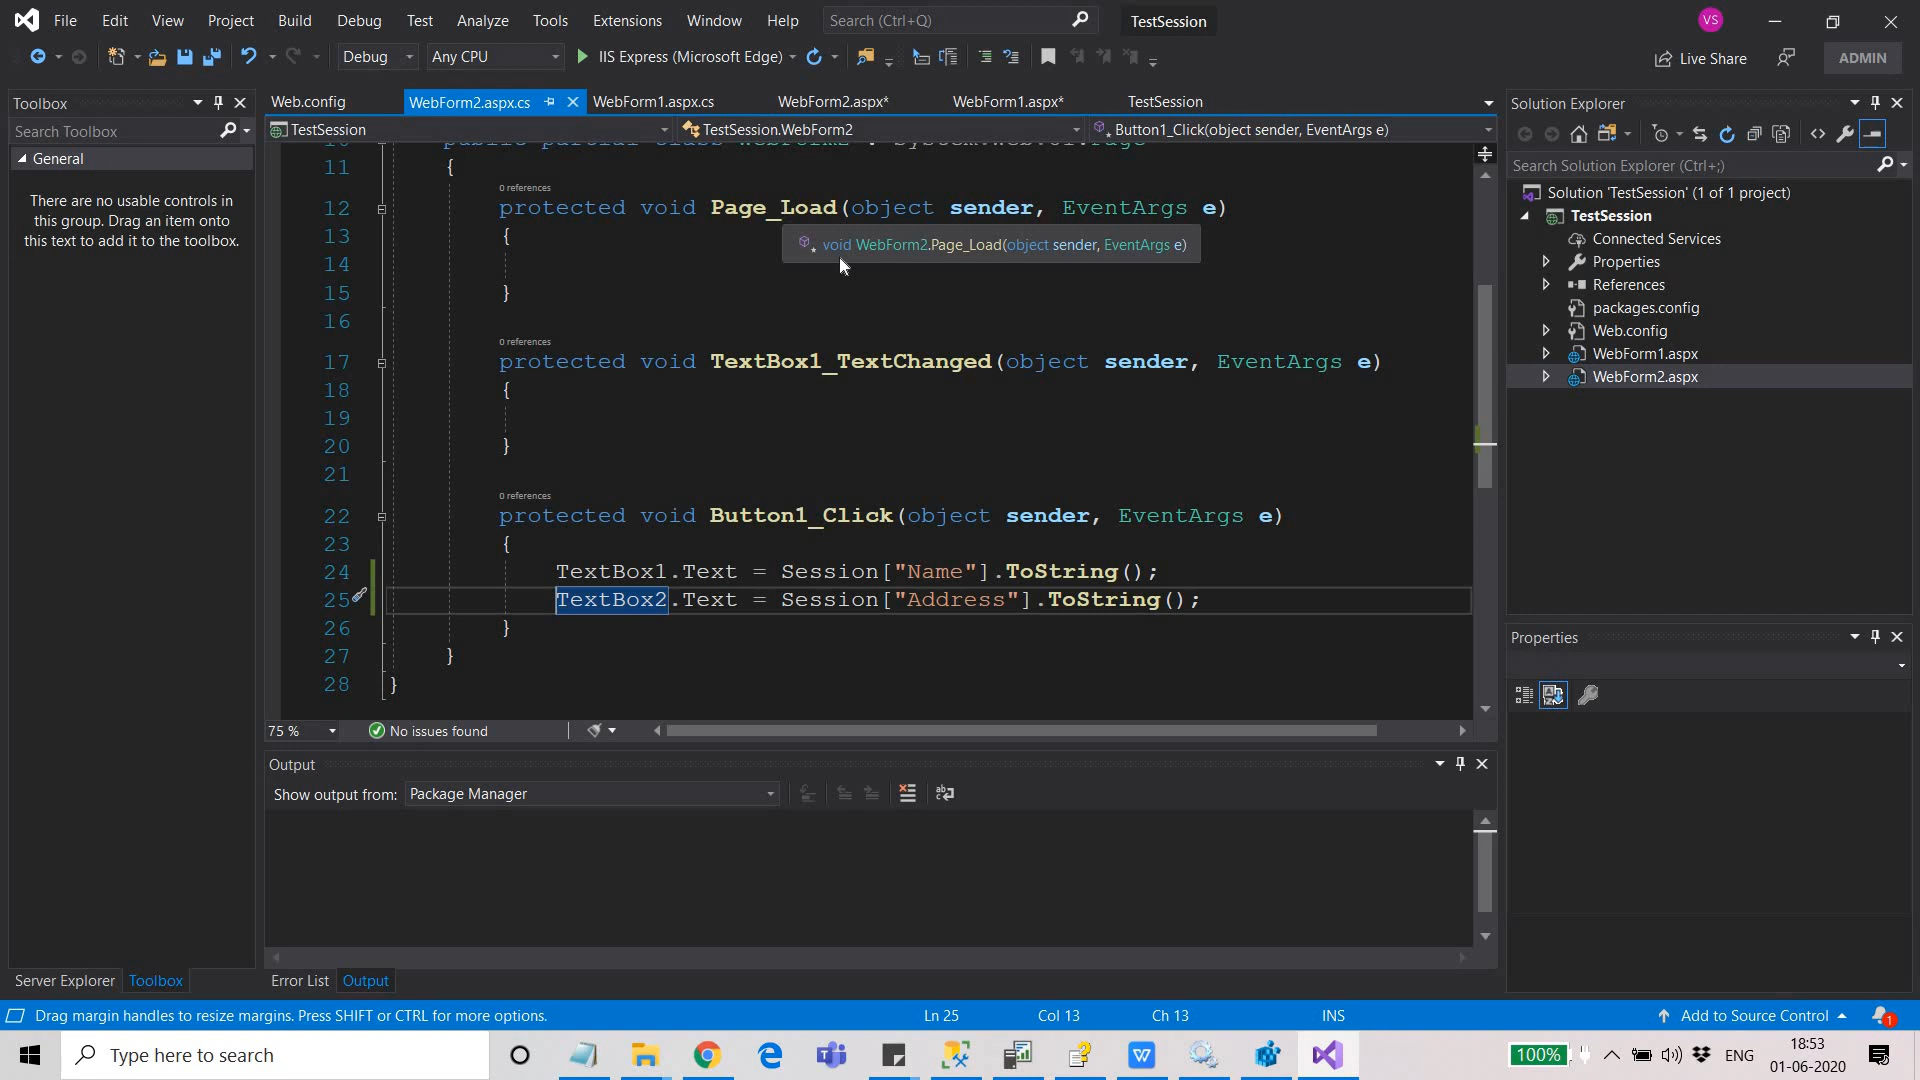 File Edit View Project Build Debug Test Analyze Tools Extensions Window Help Search (Ctrl+Q) TestSession VS
Debug Any CPU IIS Express (Microsoft Edge) Live Share ADMIN
Toolbox
Search Toolbox
General
There are no usable controls in
this group. Drag an item onto
this text to add it to the toolbox.
Server Explorer Toolbox
Web.config WebForm2.aspx.cs WebForm1.aspx.cs WebForm2.aspx* WebForm1.aspx* TestSession
TestSession TestSession.WebForm2 Button1_Click(object sender, EventArgs e)
10 public partial class WebForm2 : System.Web.UI.Page
11 {
0 references
12 protected void Page_Load(object sender, EventArgs e)
13 {
void WebForm2.Page_Load(object sender, EventArgs e)
14
15 }
16
0 references
17 protected void TextBox1_TextChanged(object sender, EventArgs e)
18 {
19
20 }
21
0 references
22 protected void Button1_Click(object sender, EventArgs e)
23 {
24 TextBox1.Text = Session["Name"].ToString();
25 TextBox2.Text = Session["Address"].ToString();
26 }
27 }
28 }
75 % No issues found
Output
Show output from: Package Manager
Error List Output
Solution Explorer
Search Solution Explorer (Ctrl+;)
Solution 'TestSession' (1 of 1 project)
TestSession
Connected Services
Properties
References
packages.config
Web.config
WebForm1.aspx
WebForm2.aspx
Properties
Drag margin handles to resize margins. Press SHIFT or CTRL for more options. Ln 25 Col 13 Ch 13 INS Add to Source Control 1
Type here to search 100% ENG 18:53
01-06-2020